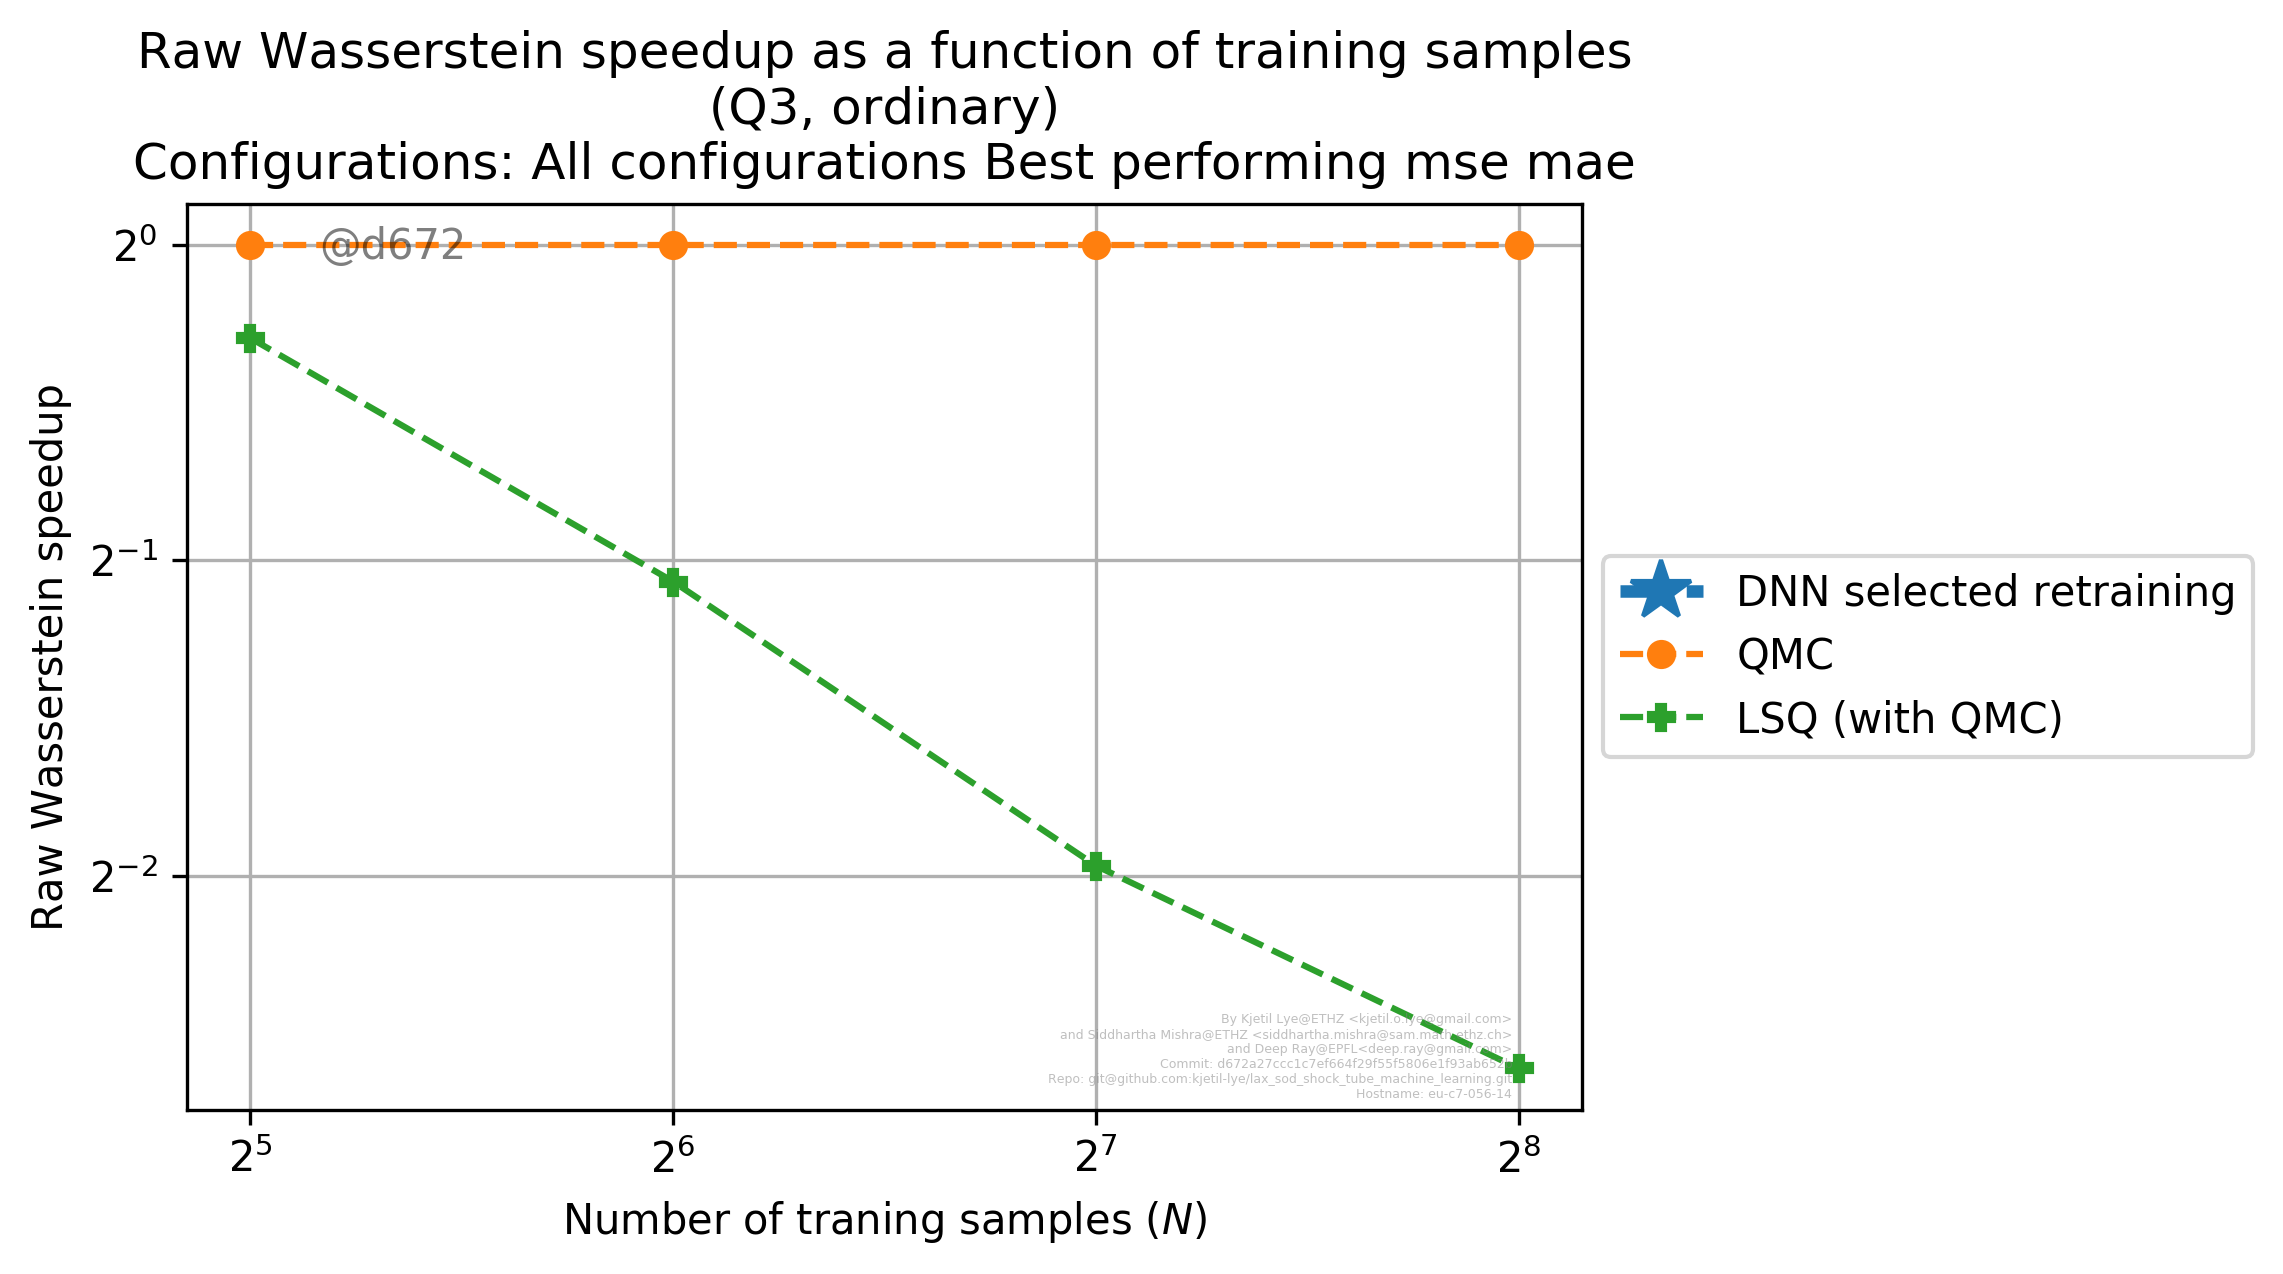 Raw Wasserstein speedup as a function of training samples
(Q3, ordinary)
Configurations: All configurations Best performing mse mae
2⁰
@d672
2⁻¹
2⁻²
Raw Wasserstein speedup
DNN selected retraining
QMC
LSQ (with QMC)
By Kjetil Lye@ETHZ <kjetil.o.lye@gmail.com>
and Siddhartha Mishra@ETHZ <siddhartha.mishra@sam.math.ethz.ch>
and Deep Ray@EPFL<deep.ray@gmail.com>
Commit:
Repo: git@github.com:kjetil-lye/lax_sod_shock_tube_machine_learning.git
Hostname: eu-c7-056-14
2⁵ 2⁶ 2⁷ 2⁸
Number of traning samples (N)